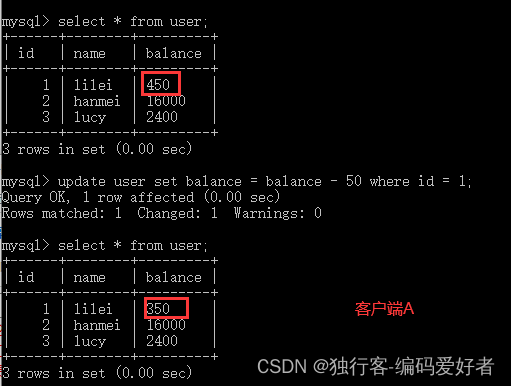 mysql> select * from user;
+------+--------+---------+
| id | name | balance |
+------+--------+---------+
| 1 | lilei | 450
| 2 | hanmei | 16000
| 3 | lucy | 2400
+------+--------+---------+
3 rows in set (0.00 sec)
mysql> update user set balance = balance - 50 where id = 1;
Query OK, 1 row affected (0.00 sec)
Rows matched: 1 Changed: 1 Warnings: 0
mysql> select * from user;
+------+--------+---------+
| id | name | balance |
+------+--------+---------+
| 1 | lilei | 350
| 2 | hanmei | 16000
| 3 | lucy | 2400
+------+--------+---------+
3 rows in set (0.00 sec)
客户端A
CSDN @独行客-编码爱好者